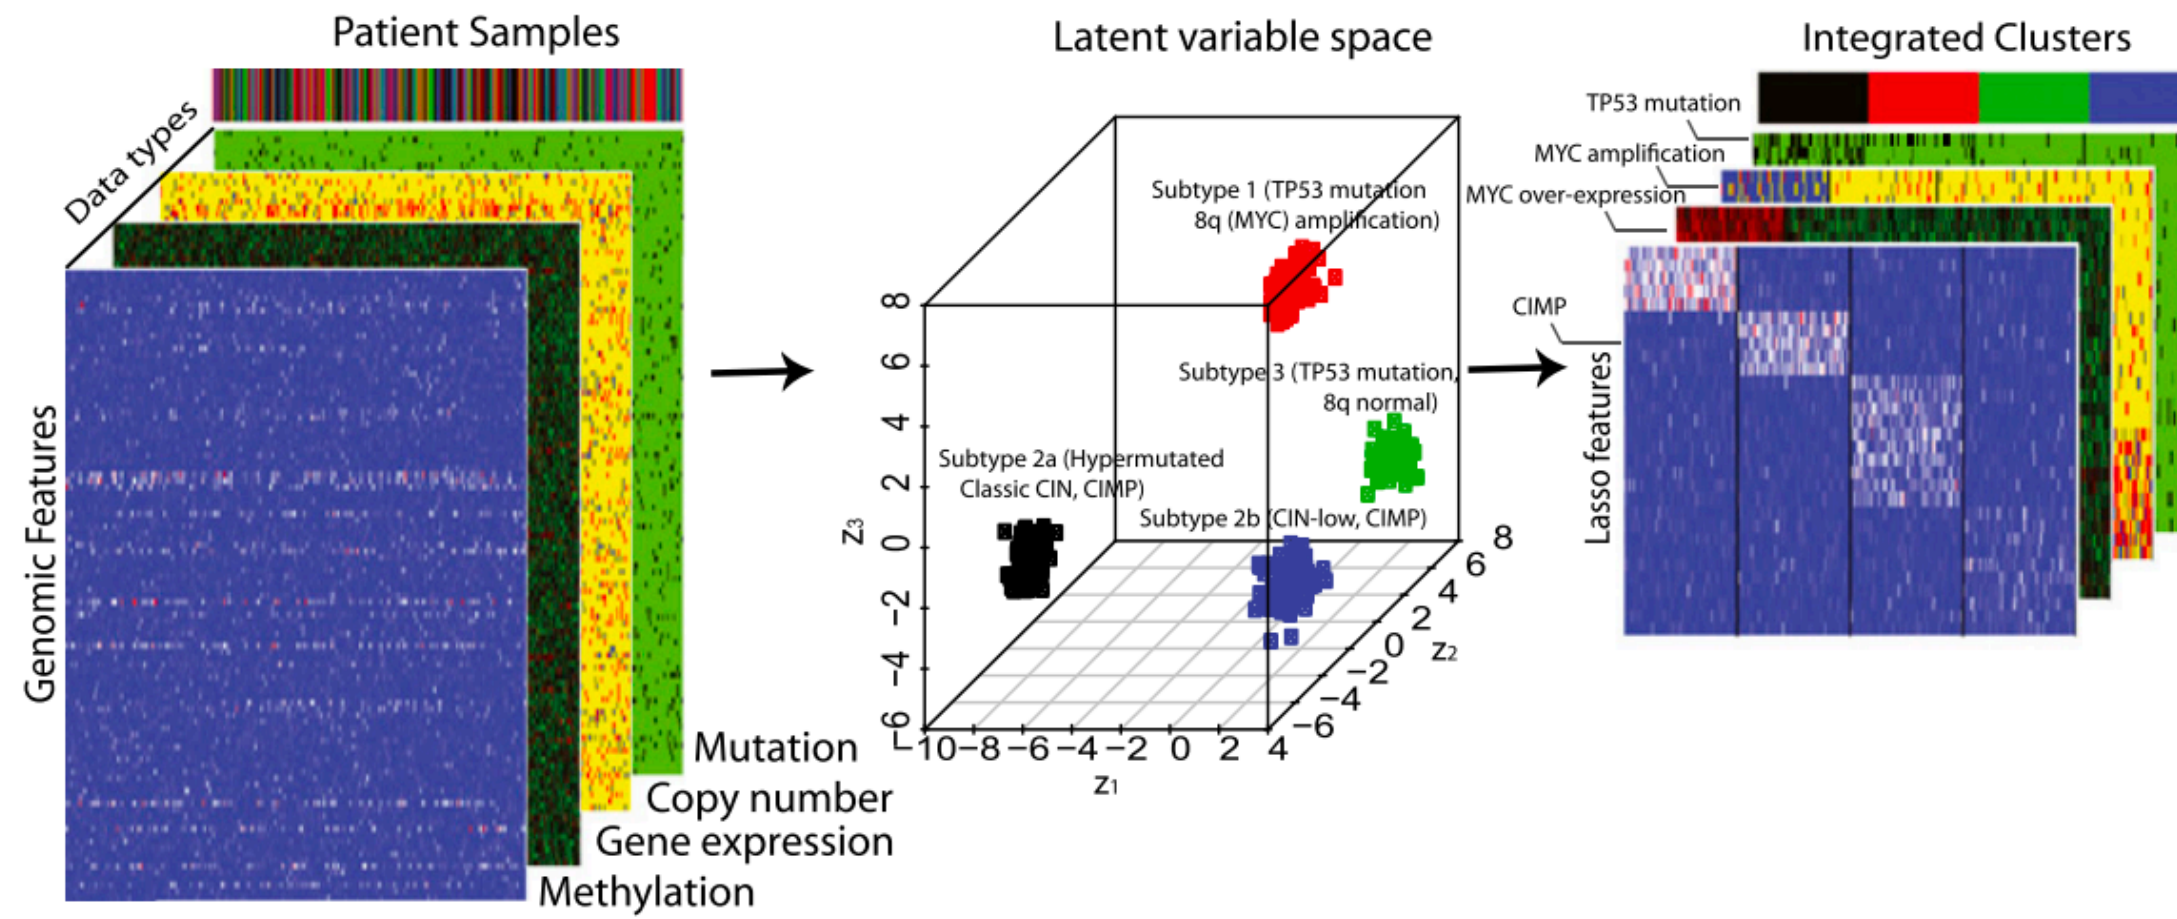 Patient Samples
Data types
Genomic Features
Mutation
Copy number
Gene expression
Methylation
Latent variable space
Subtype 1 (TP53 mutation
8q (MYC) amplification)
Subtype 3 (TP53 mutation,
8q normal)
Subtype 2a (Hypermutated
Classic CIN, CIMP)
Subtype 2b (CIN-low, CIMP)
8
6
4
2
0
−2
−4
−6
z3
−10 −8 −6 −4 −2 0 2 4
z1
8
6
4
2
0
−2
−4
−6
z2
Integrated Clusters
TP53 mutation
MYC amplification
MYC over-expression
CIMP
Lasso features